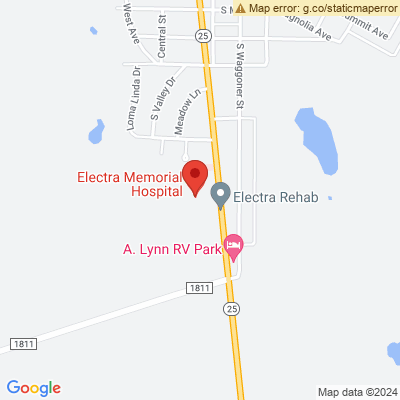 Map error: g.co/staticmaperror
S M
Magnolia Ave
Summit Ave
West Ave
Central St
25
S Waggoner St
Loma Linda Dr
S Valley Dr
Meadow Ln
Electra Memorial
Hospital
Electra Rehab
A. Lynn RV Park
1811
25
1811
Google
Map data ©2024